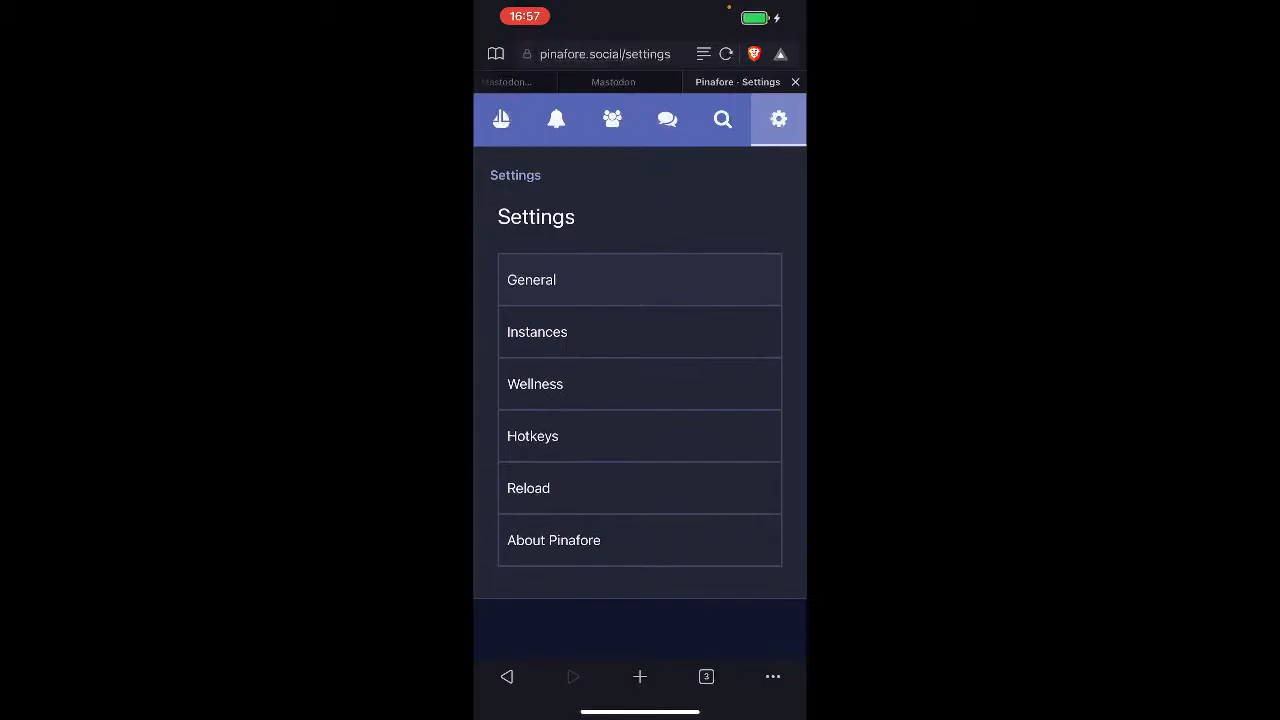 16:57
pinafore.social/settings
Mastodon... Mastodon Pinafore - Settings
Settings
Settings
General
Instances
Wellness
Hotkeys
Reload
About Pinafore
3